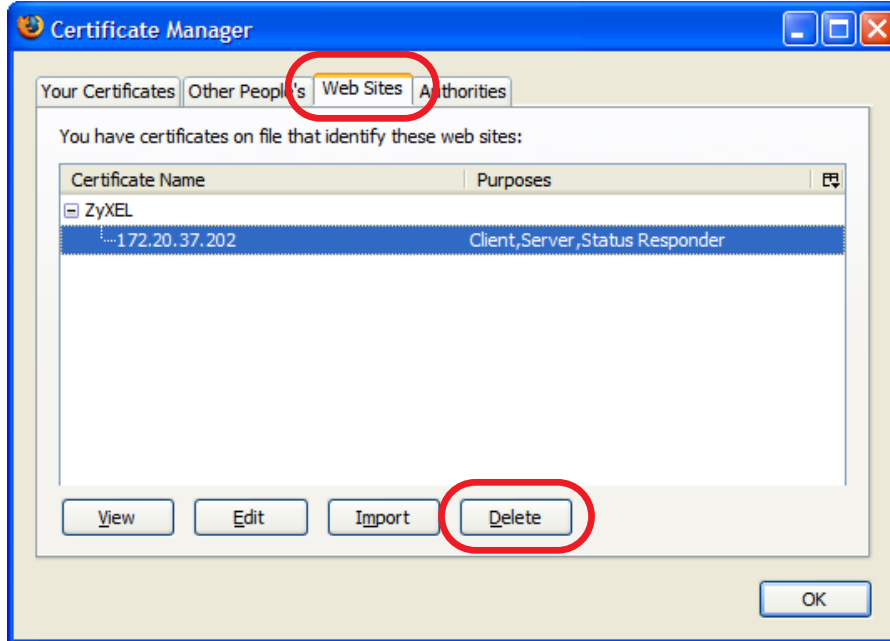 Certificate Manager
Your Certificates Other People's Web Sites Authorities
You have certificates on file that identify these web sites:
Certificate Name Purposes
ZyXEL
172.20.37.202 Client,Server,Status Responder
View Edit Import Delete
OK